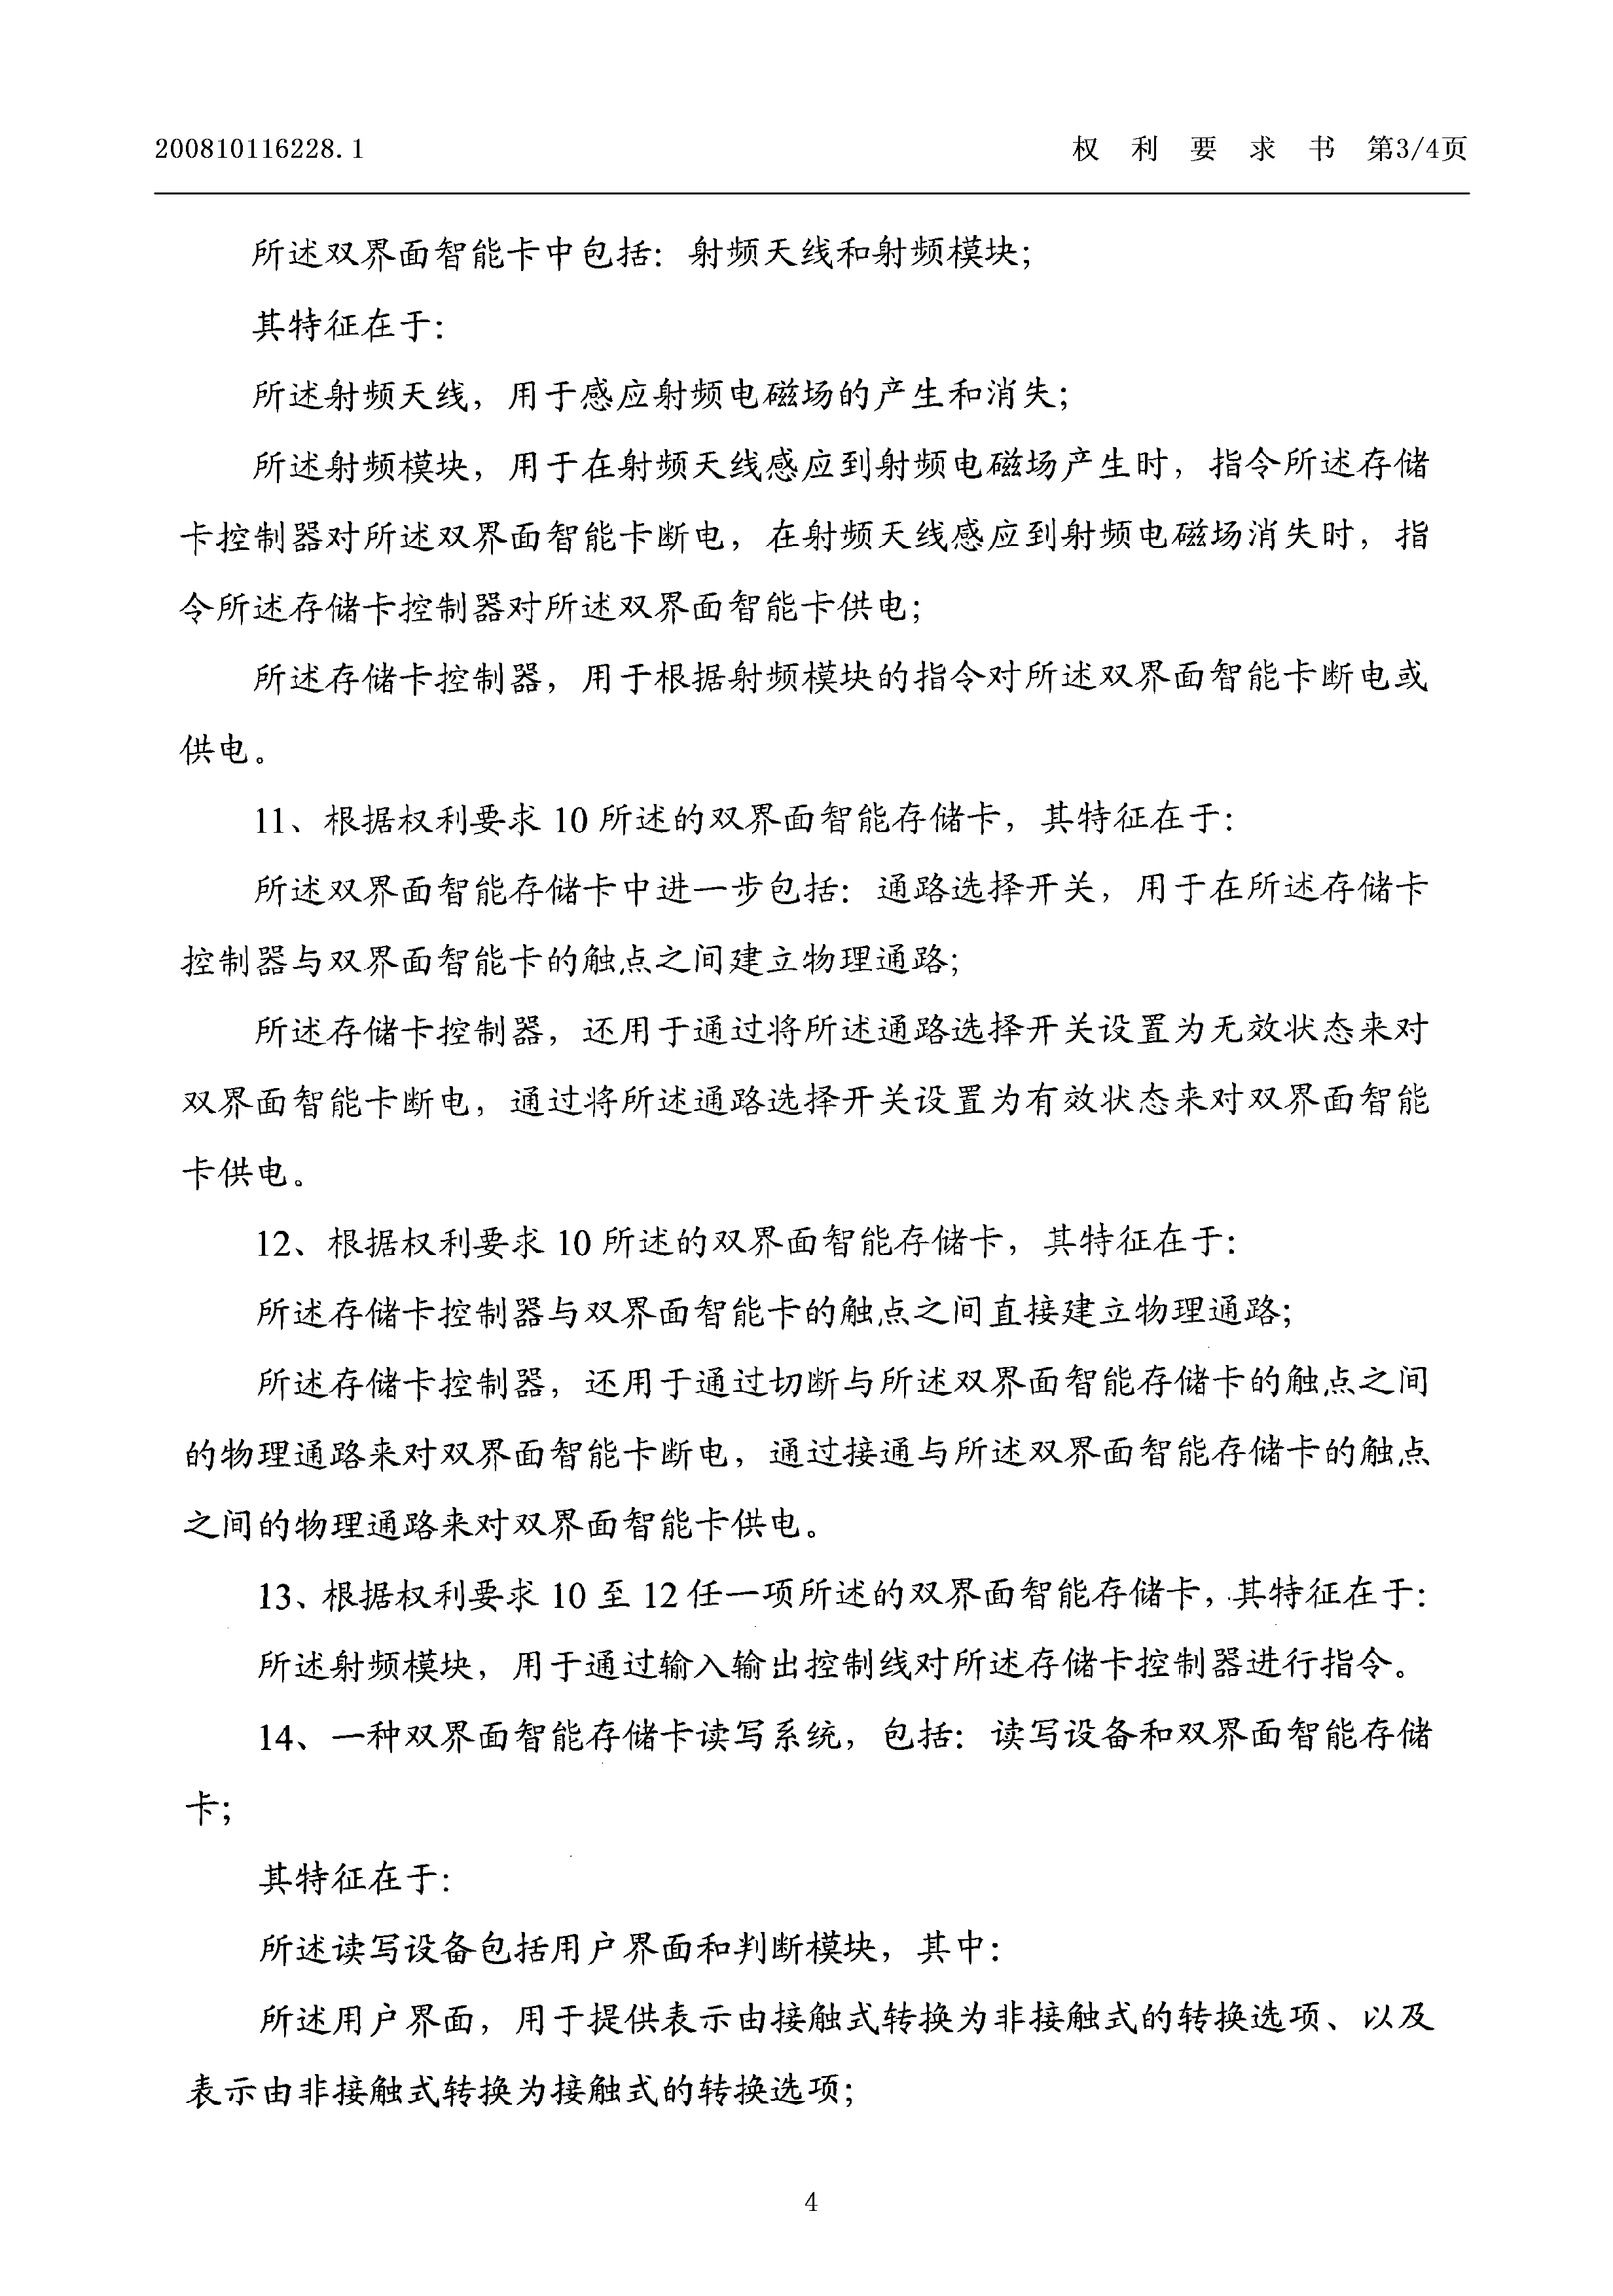 200810116228.1 权 利 要 求 书 第3/4页
所述双界面智能卡中包括：射频天线和射频模块；
其特征在于：
所述射频天线，用于感应射频电磁场的产生和消失；
所述射频模块，用于在射频天线感应到射频电磁场产生时，指令所述存储
卡控制器对所述双界面智能卡断电，在射频天线感应到射频电磁场消失时，指
令所述存储卡控制器对所述双界面智能卡供电；
所述存储卡控制器，用于根据射频模块的指令对所述双界面智能卡断电或
供电。
11、根据权利要求 10 所述的双界面智能存储卡，其特征在于：
所述双界面智能存储卡中进一步包括：通路选择开关，用于在所述存储卡
控制器与双界面智能卡的触点之间建立物理通路；
所述存储卡控制器，还用于通过将所述通路选择开关设置为无效状态来对
双界面智能卡断电，通过将所述通路选择开关设置为有效状态来对双界面智能
卡供电。
12、根据权利要求 10 所述的双界面智能存储卡，其特征在于：
所述存储卡控制器与双界面智能卡的触点之间直接建立物理通路；
所述存储卡控制器，还用于通过切断与所述双界面智能存储卡的触点之间
的物理通路来对双界面智能卡断电，通过接通与所述双界面智能存储卡的触点
之间的物理通路来对双界面智能卡供电。
13、根据权利要求 10 至 12 任一项所述的双界面智能存储卡，其特征在于：
所述射频模块，用于通过输入输出控制线对所述存储卡控制器进行指令。
14、一种双界面智能存储卡读写系统，包括：读写设备和双界面智能存储
卡；
其特征在于：
所述读写设备包括用户界面和判断模块，其中：
所述用户界面，用于提供表示由接触式转换为非接触式的转换选项、以及
表示由非接触式转换为接触式的转换选项；
4